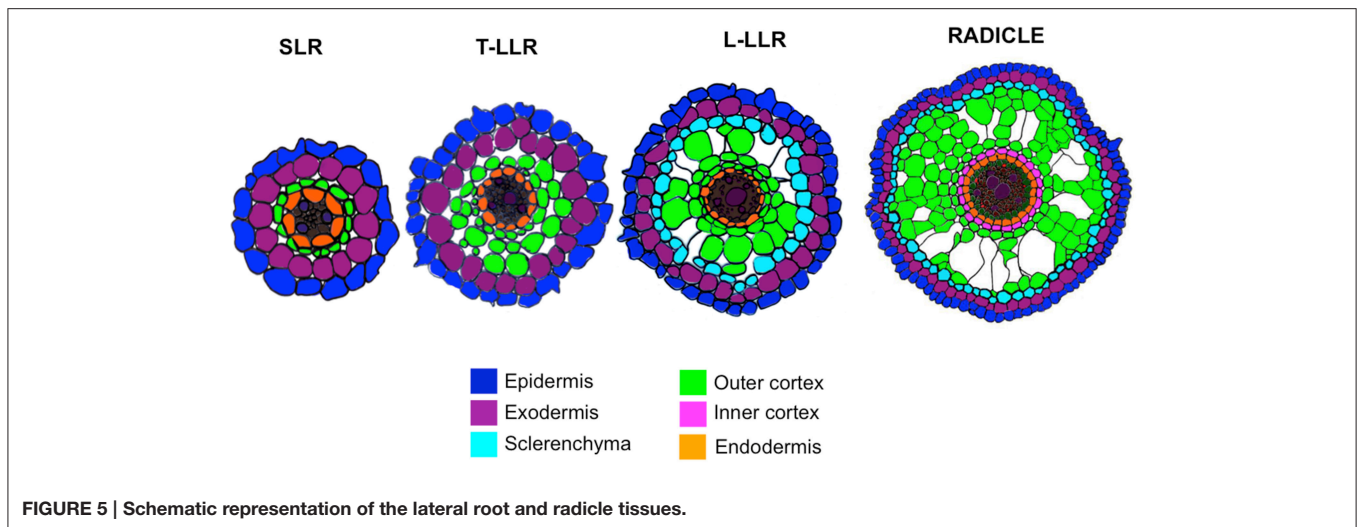 SLR
T-LLR
L-LLR
RADICLE
Epidermis
Exodermis
Sclerenchyma
Outer cortex
Inner cortex
Endodermis
FIGURE 5 | Schematic representation of the lateral root and radicle tissues.